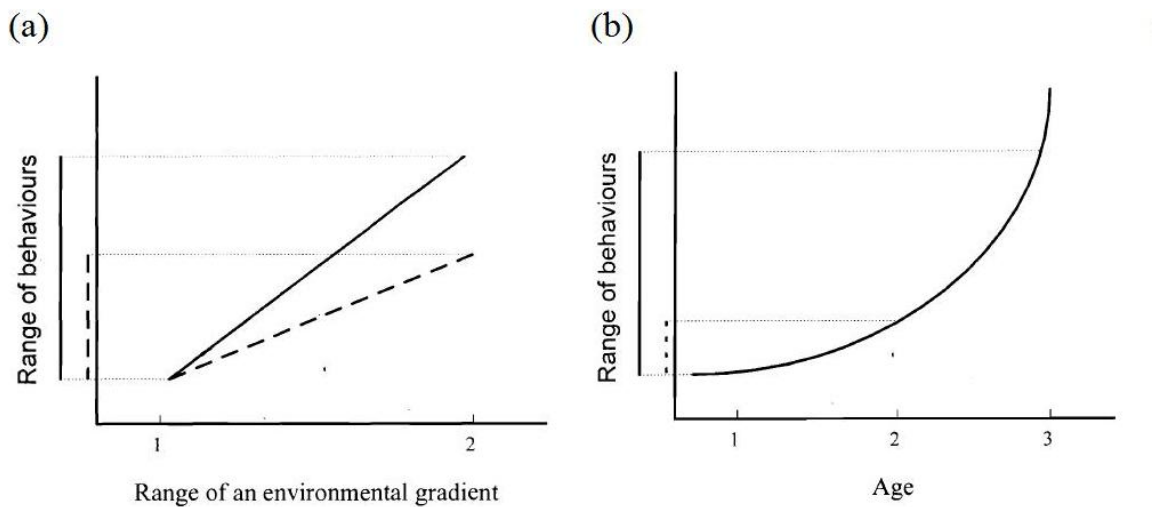 (a)
Range of behaviours
1
2
Range of an environmental gradient
(b)
Range of behaviours
1
2
3
Age